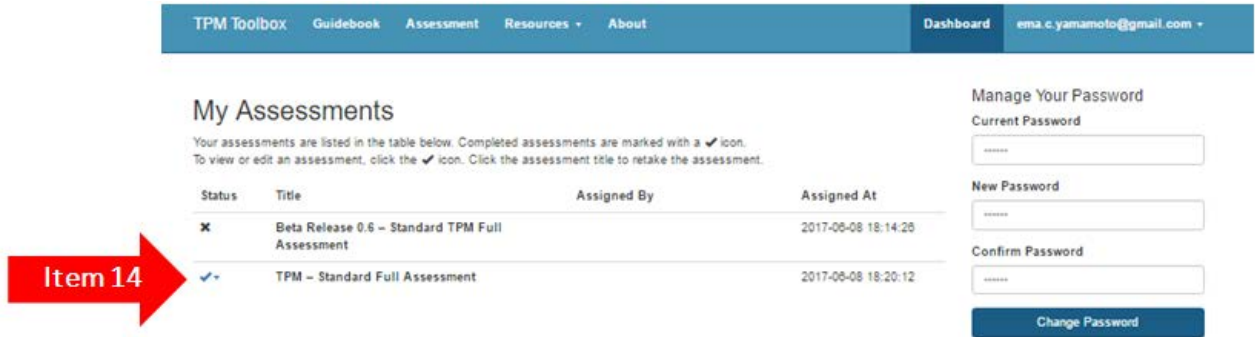 TPM Toolbox Guidebook Assessment Resources About Dashboard ema.c.yamamoto@gmail.com
My Assessments
Your assessments are listed in the table below. Completed assessments are marked with a ✔ icon.
To view or edit an assessment, click the ✔ icon. Click the assessment title to retake the assessment.
Status Title Assigned By Assigned At
✖ Beta Release 0.6 – Standard TPM Full 2017-06-08 18:14:26
Assessment
✔ TPM – Standard Full Assessment 2017-06-08 18:20:12
Item 14
Manage Your Password
Current Password
------
New Password
------
Confirm Password
------
Change Password